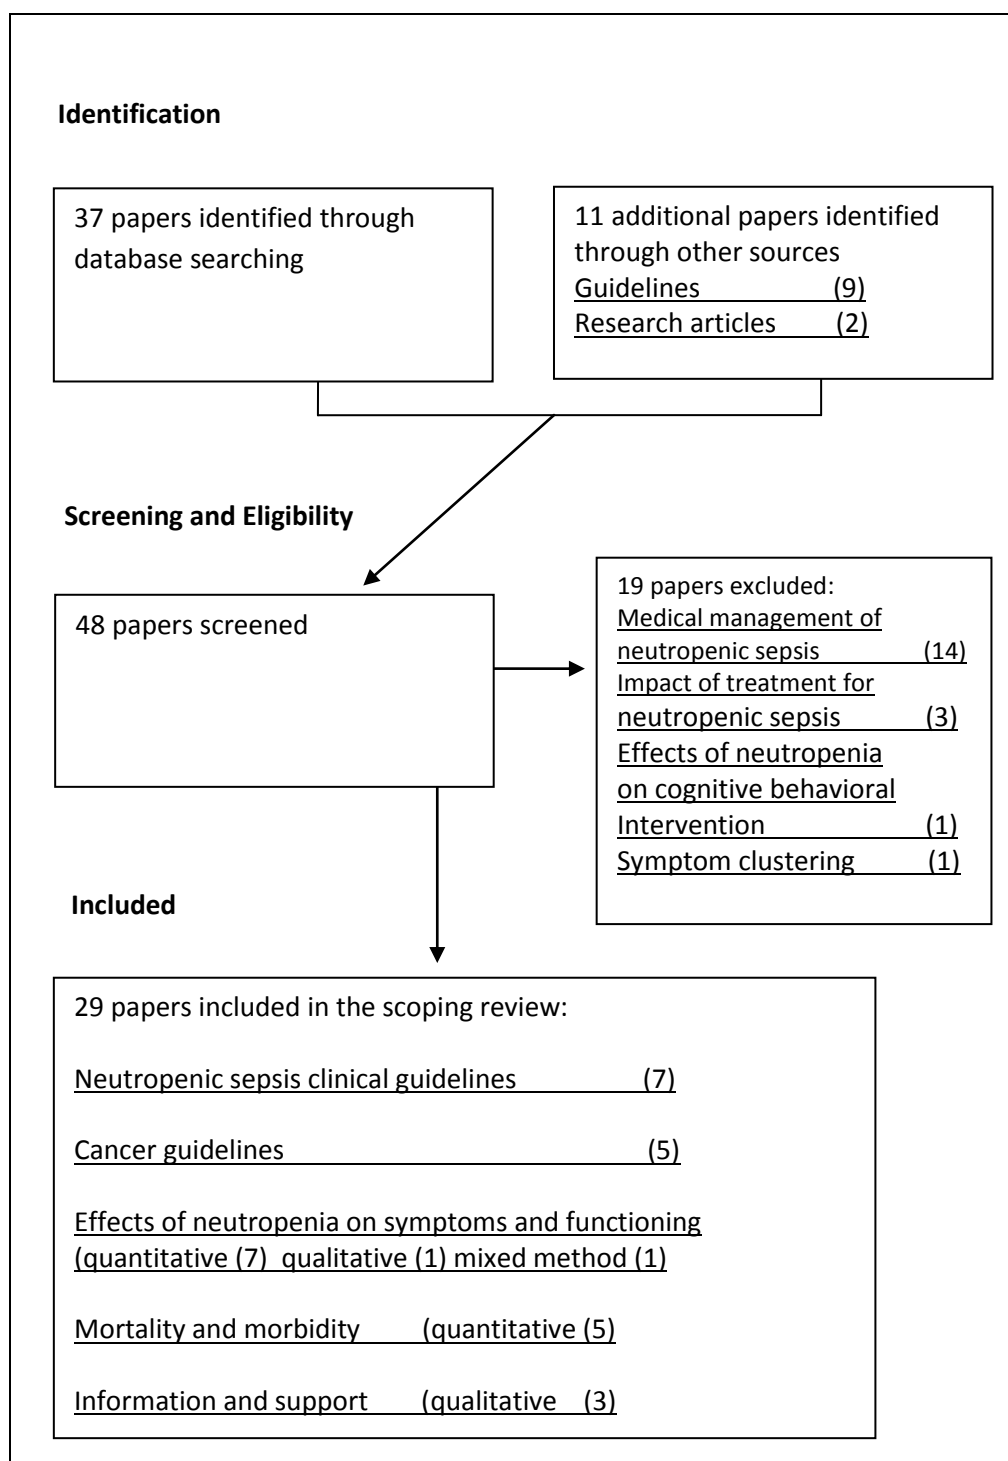 Identification
37 papers identified through
database searching
11 additional papers identified
through other sources
Guidelines (9)
Research articles (2)
Screening and Eligibility
48 papers screened
19 papers excluded:
Medical management of
neutropenic sepsis (14)
Impact of treatment for
neutropenic sepsis (3)
Effects of neutropenia
on cognitive behavioral
Intervention (1)
Symptom clustering (1)
Included
29 papers included in the scoping review:
Neutropenic sepsis clinical guidelines (7)
Cancer guidelines (5)
Effects of neutropenia on symptoms and functioning
(quantitative (7) qualitative (1) mixed method (1)
Mortality and morbidity (quantitative (5)
Information and support (qualitative (3)